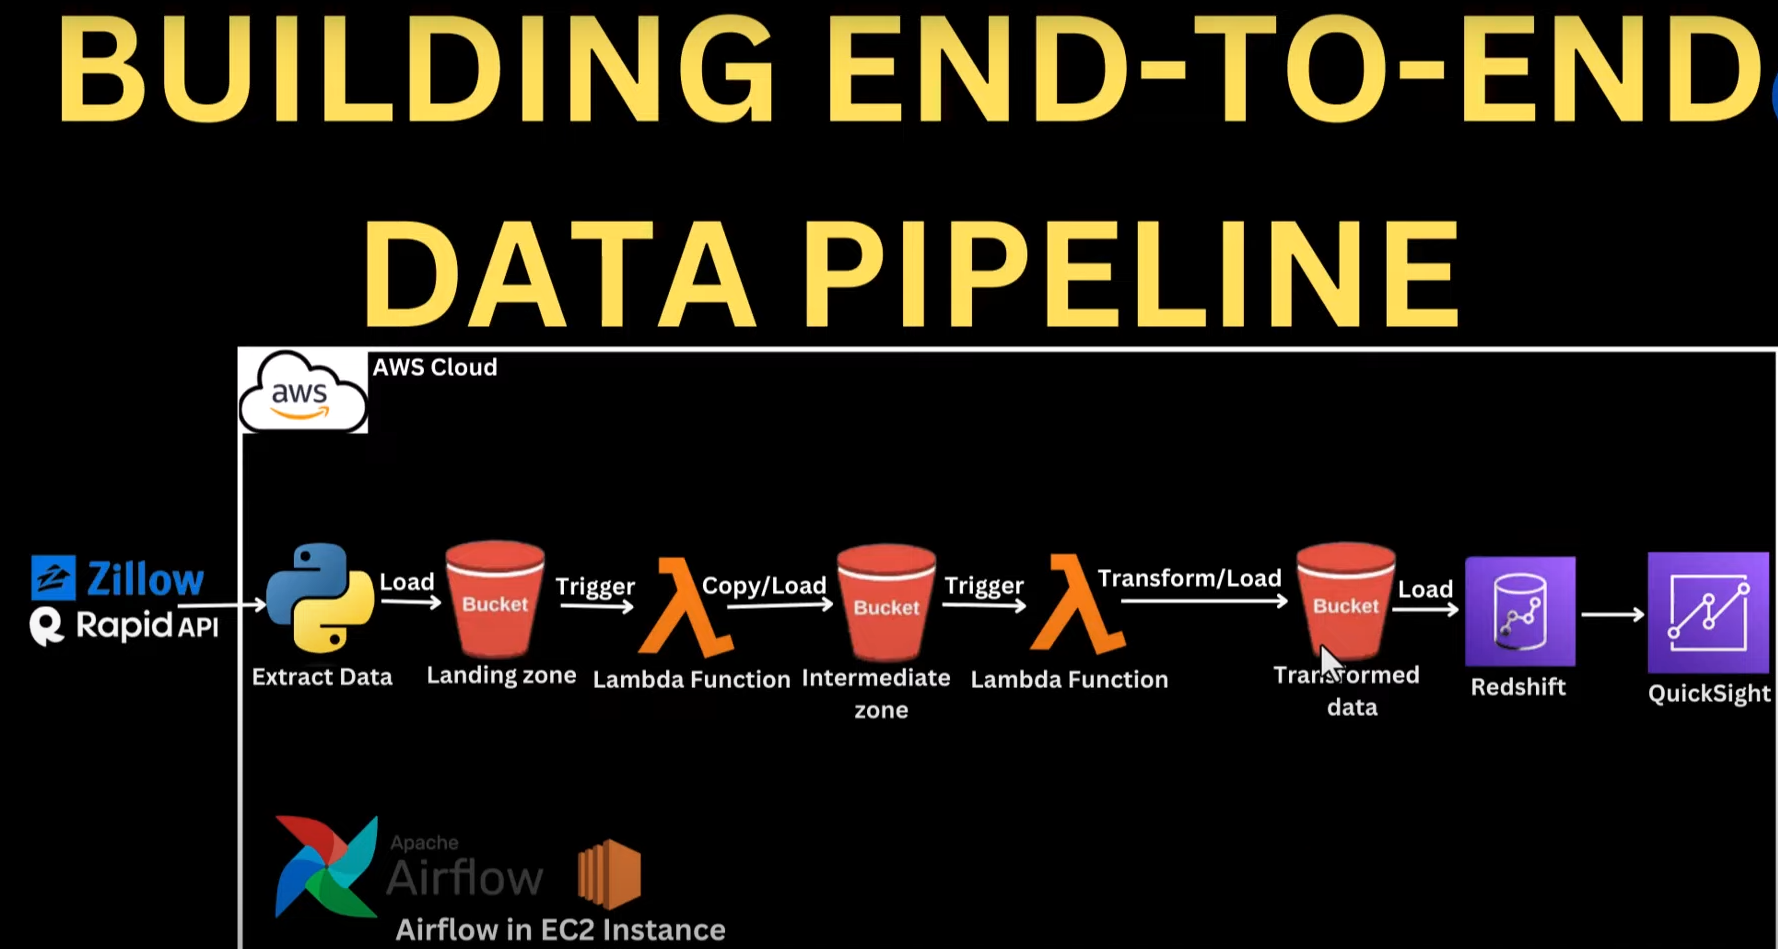 BUILDING END-TO-END
DATA PIPELINE
aws
AWS Cloud
Zillow
Rapid API
Load
Trigger
Copy/Load
Trigger
Transform/Load
Load
Bucket
Bucket
Bucket
Extract Data
Landing zone
Lambda Function
Intermediate
zone
Lambda Function
Transformed
data
Redshift
QuickSight
Apache
Airflow
Airflow in EC2 Instance